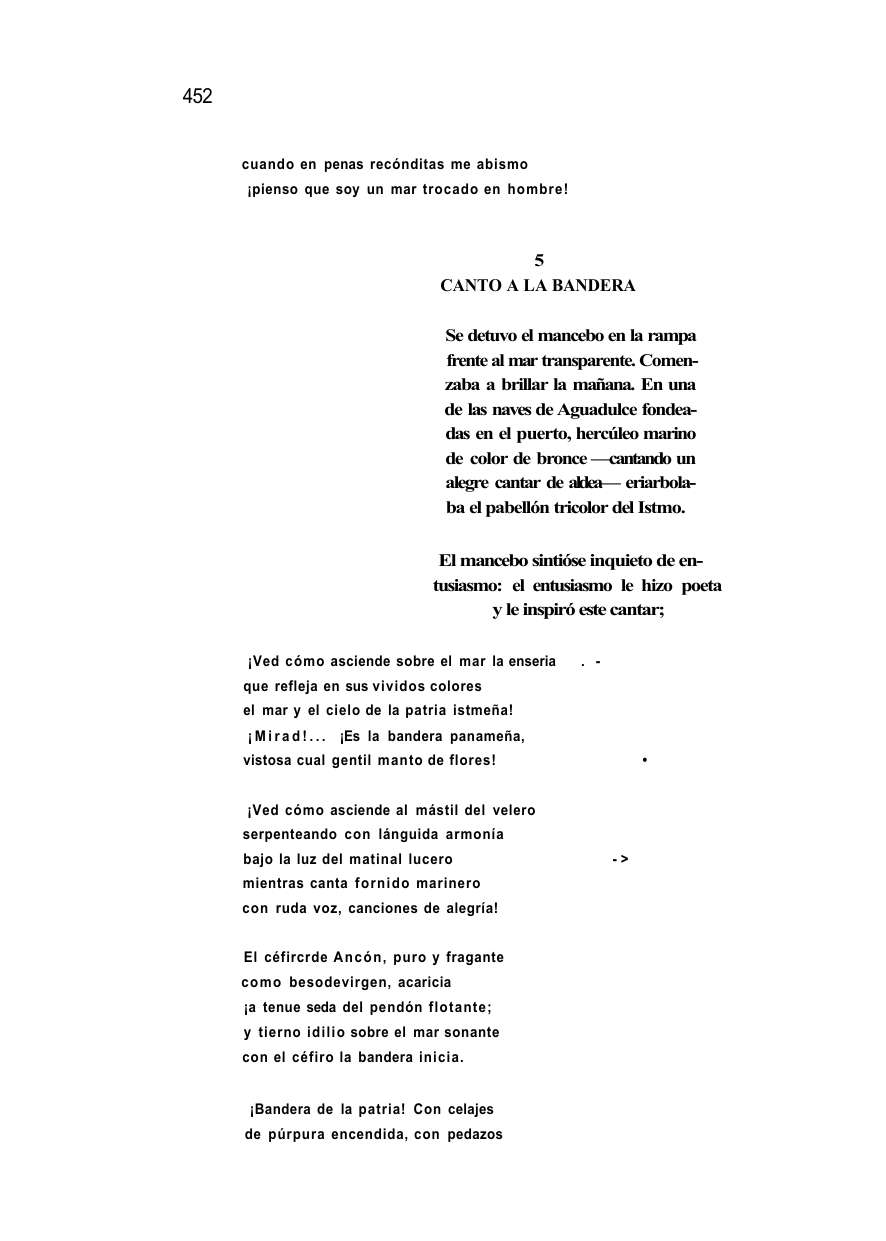 452
cuando en penas recónditas me abismo
¡pienso que soy un mar trocado en hombre!
5
CANTO A LA BANDERA
Se detuvo el mancebo en la rampa
frente al mar transparente. Comen-
zaba a brillar la mañana. En una
de las naves de Aguadulce fondea-
das en el puerto, hercúleo marino
de color de bronce —cantando un
alegre cantar de aldea— eriarbola-
ba el pabellón tricolor del Istmo.
El mancebo sintióse inquieto de en-
tusiasmo: el entusiasmo le hizo poeta
y le inspiró este cantar;
¡Ved cómo asciende sobre el mar la enseria . -
que refleja en sus vividos colores
el mar y el cielo de la patria istmeña!
¡Mirad!... ¡Es la bandera panameña,
vistosa cual gentil manto de flores! •
¡Ved cómo asciende al mástil del velero
serpenteando con lánguida armonía
bajo la luz del matinal lucero ->
mientras canta fornido marinero
con ruda voz, canciones de alegría!
El céfircrde Ancón, puro y fragante
como besodevirgen, acaricia
¡a tenue seda del pendón flotante;
y tierno idilio sobre el mar sonante
con el céfiro la bandera inicia.
¡Bandera de la patria! Con celajes
de púrpura encendida, con pedazos